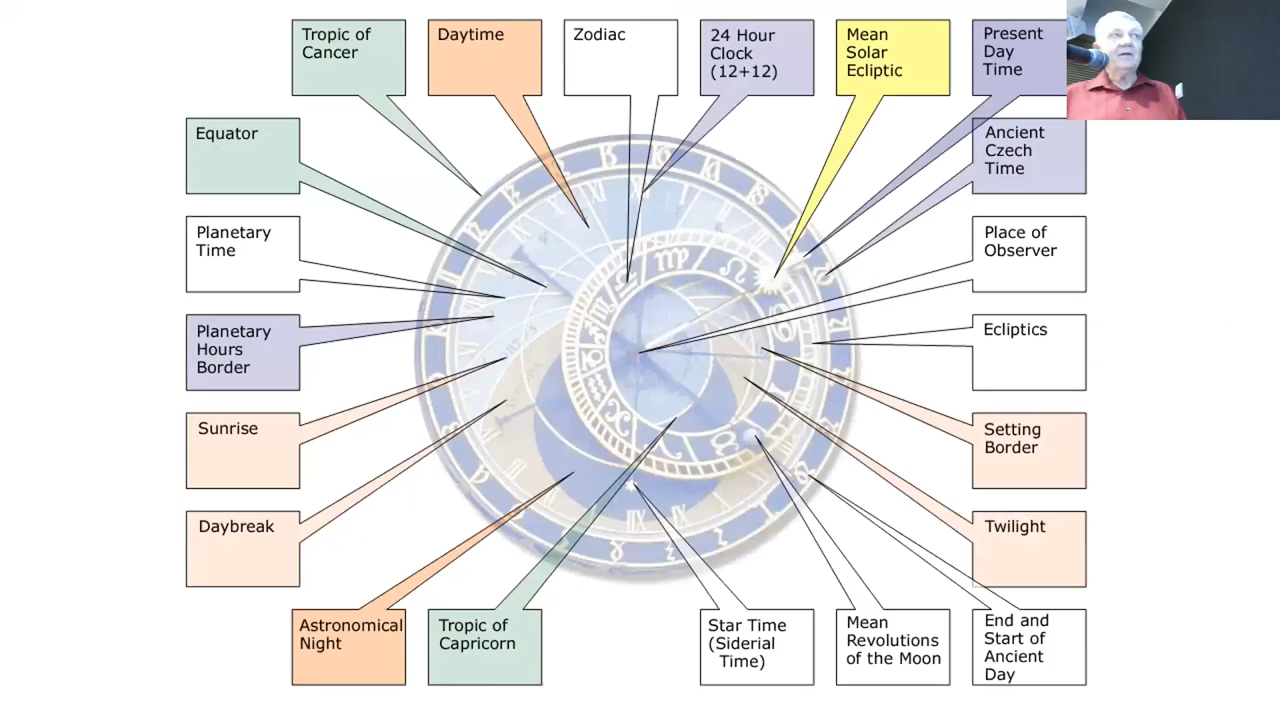 Tropic of
Cancer
Daytime
Zodiac
24 Hour
Clock
(12+12)
Mean
Solar
Ecliptic
Present
Day
Time
Equator
Ancient
Czech
Time
Planetary
Time
Place of
Observer
Planetary
Hours
Border
Ecliptics
Sunrise
Setting
Border
Daybreak
Twilight
Astronomical
Night
Tropic of
Capricorn
Star Time
(Siderial
Time)
Mean
Revolutions
of the Moon
End and
Start of
Ancient
Day